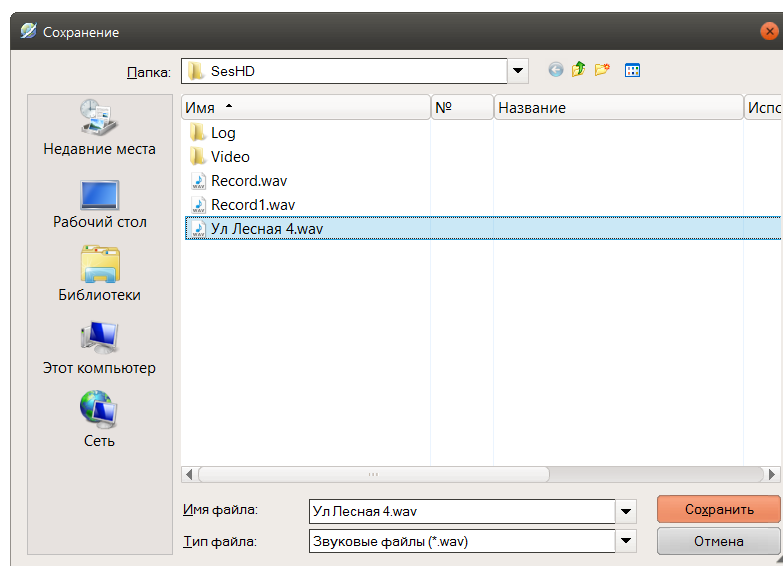 Сохранение
Папка: SesHD
Имя № Название Испо
Log
Video
Record.wav
Record1.wav
Ул Лесная 4.wav
Недавние места
Рабочий стол
Библиотеки
Этот компьютер
Сеть
Имя файла: Ул Лесная 4.wav Сохранить
Тип файла: Звуковые файлы (*.wav) Отмена